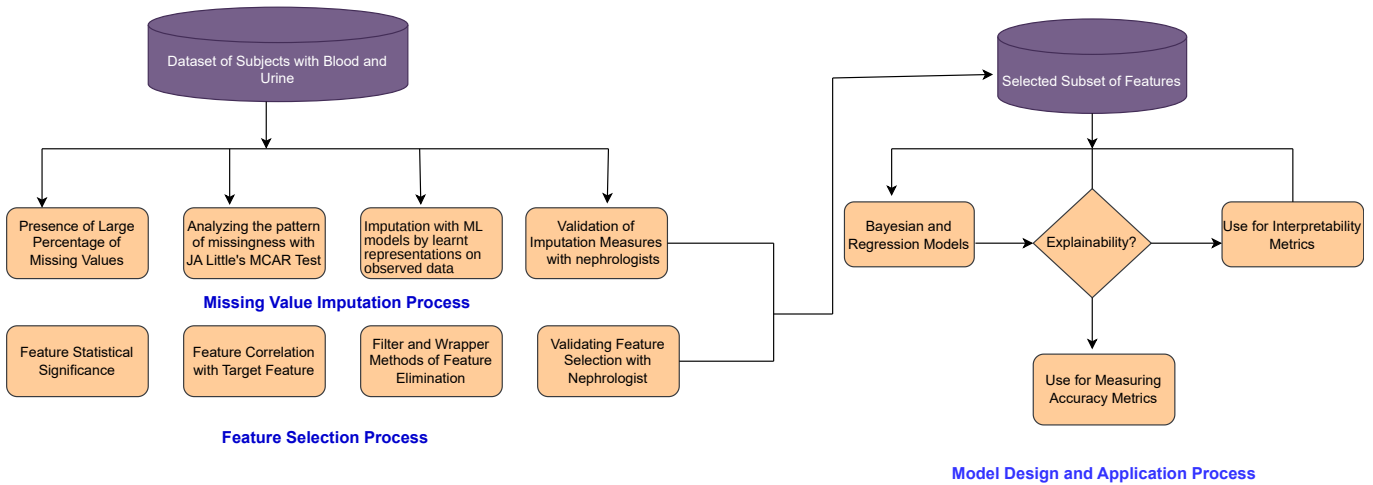 Dataset of Subjects with Blood and
Urine
Selected Subset of Features
Presence of Large
Percentage of
Missing Values
Analyzing the pattern
of missingness with
JA Little's MCAR Test
Imputation with ML
models by learnt
representations on
observed data
Validation of
Imputation Measures
with nephrologists
Bayesian and
Regression Models
Explainability?
Use for Interpretability
Metrics
Missing Value Imputation Process
Feature Statistical
Significance
Feature Correlation
with Target Feature
Filter and Wrapper
Methods of Feature
Elimination
Validating Feature
Selection with
Nephrologist
Use for Measuring
Accuracy Metrics
Feature Selection Process
Model Design and Application Process